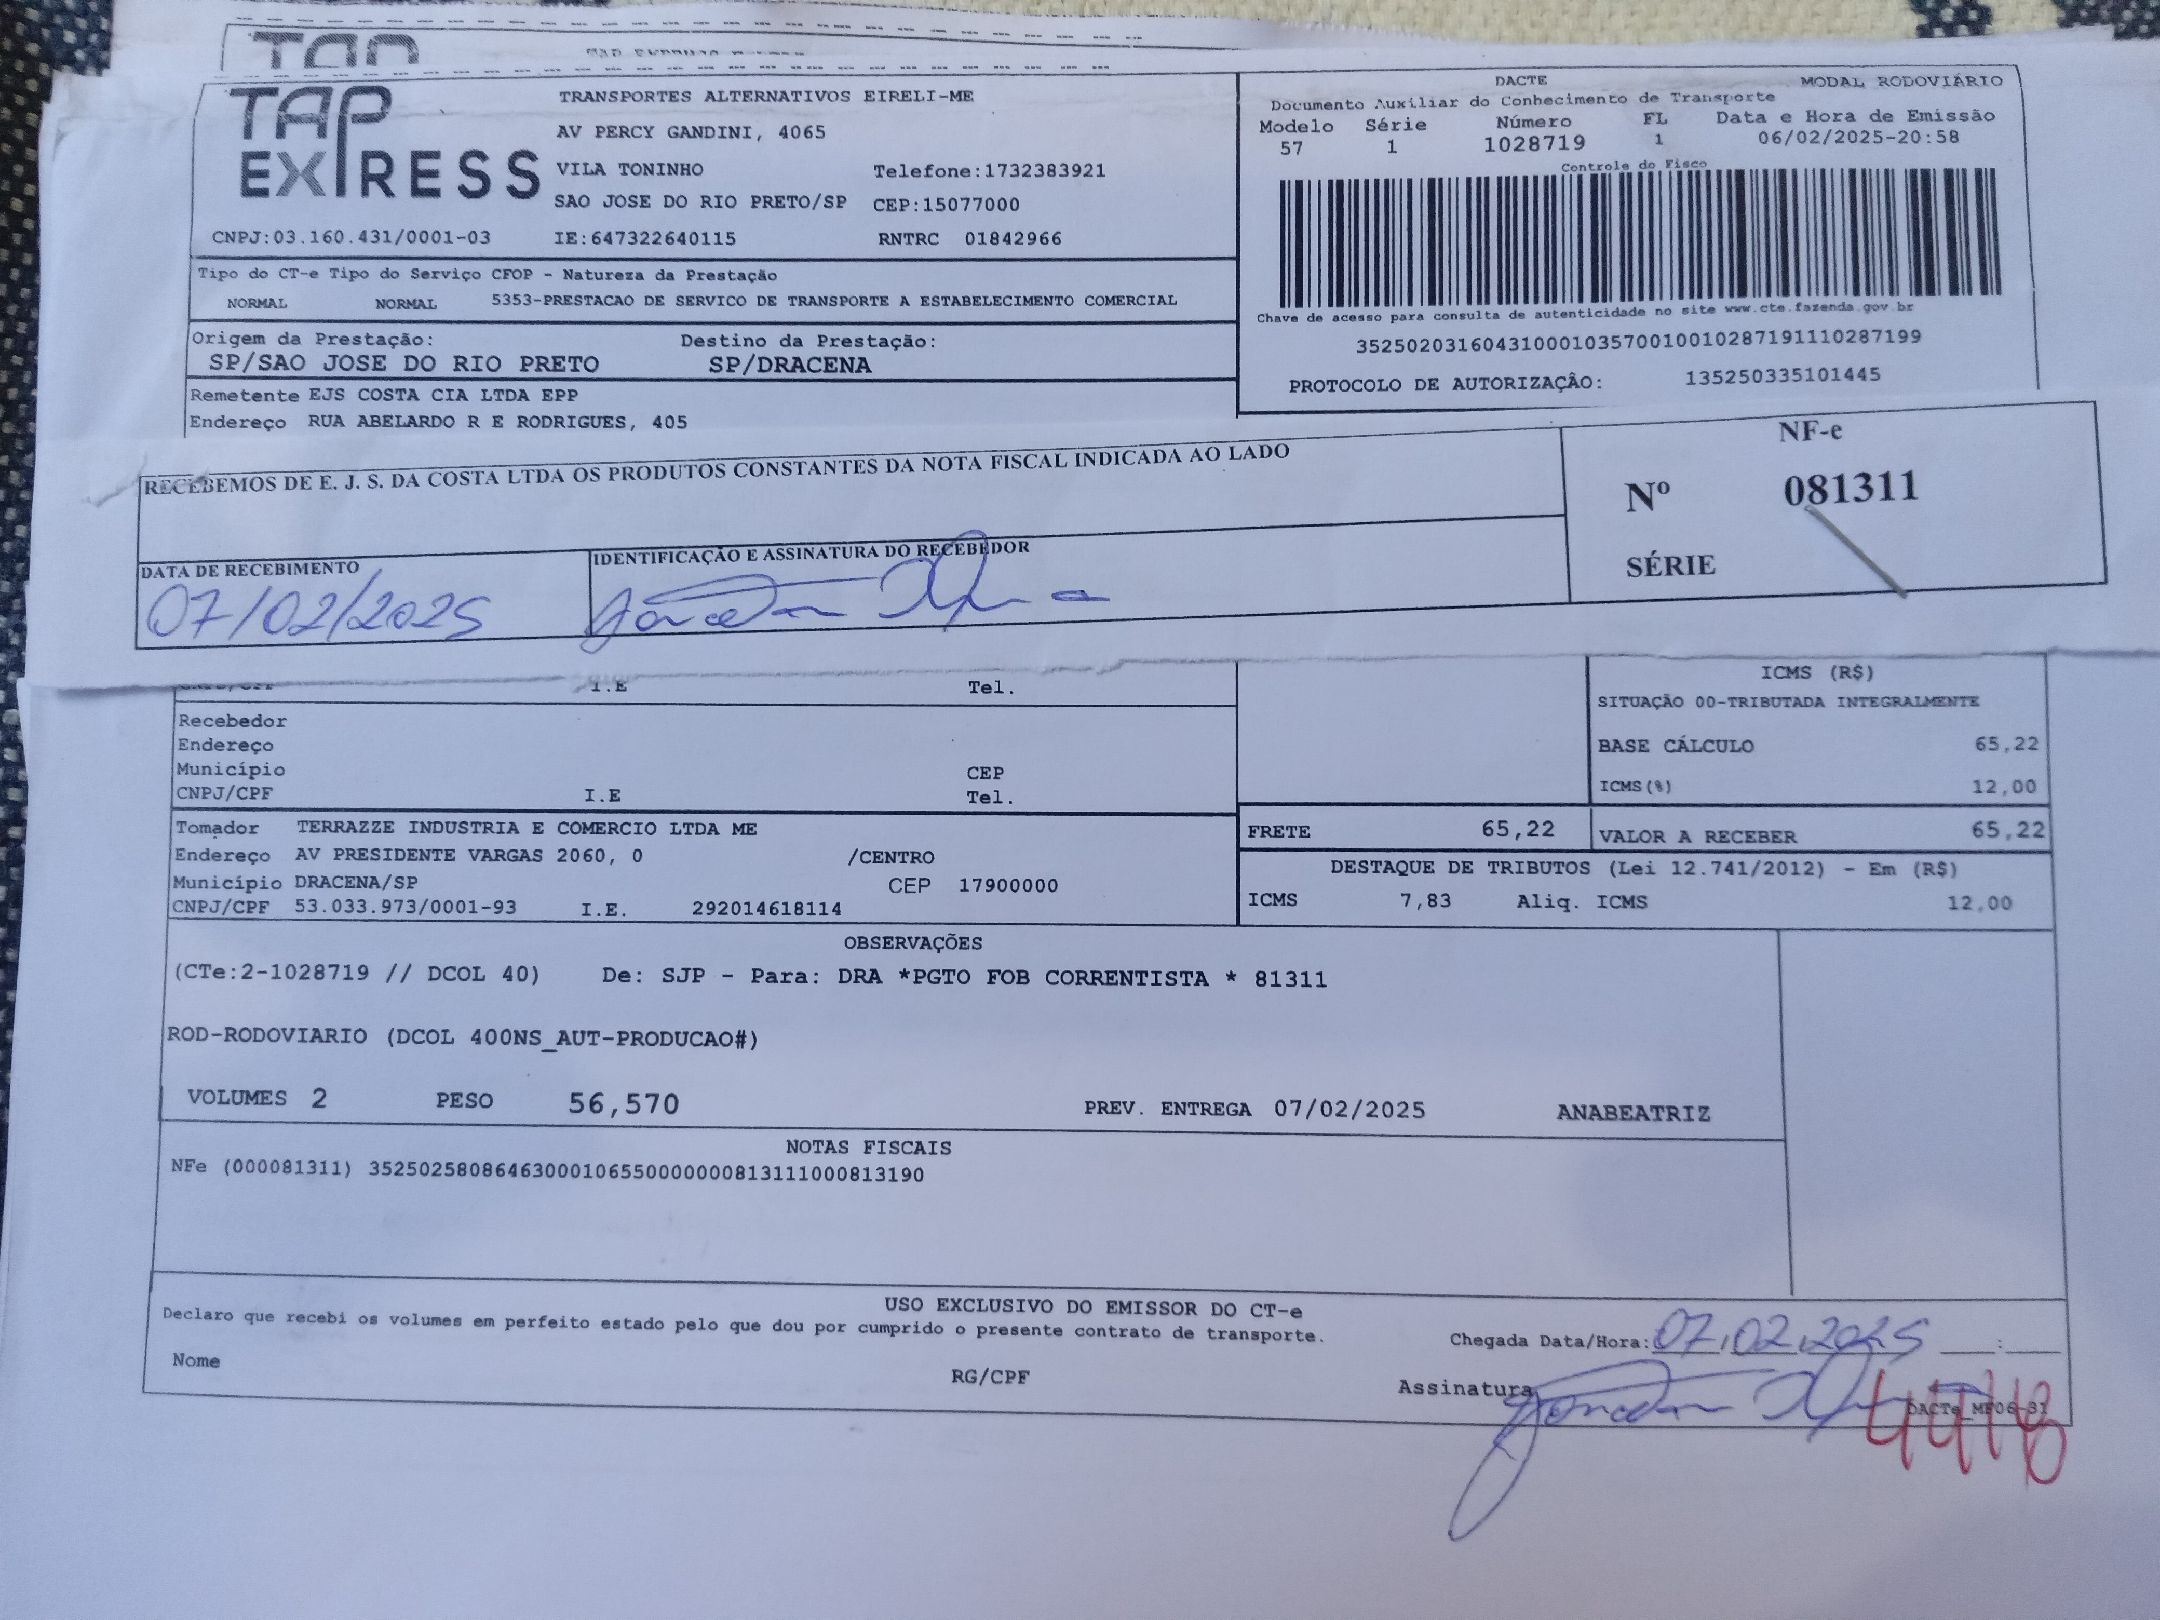 TAP
TAP EXPRESS
TRANSPORTES ALTERNATIVOS EIRELI-ME
AV PERCY GANDINI, 4065
VILA TONINHO Telefone:1732383921
SAO JOSE DO RIO PRETO/SP CEP:15077000
CNPJ:03.160.431/0001-03 IE:647322640115 RNTRC 01842966
DACTE MODAL RODOVIÁRIO
Documento Auxiliar do Conhecimento de Transporte
Modelo Série Número FL Data e Hora de Emissão
57 1 1028719 1 06/02/2025-20:58
Controle do Fisco
Chave de acesso para consulta de autenticidade no site www.cte.fazenda.gov.br
35250203160431000103570010010287191110287199
PROTOCOLO DE AUTORIZAÇÃO: 135250335101445
Tipo do CT-e Tipo do Serviço CFOP - Natureza da Prestação
NORMAL NORMAL 5353-PRESTACAO DE SERVICO DE TRANSPORTE A ESTABELECIMENTO COMERCIAL
Origem da Prestação: Destino da Prestação:
SP/SAO JOSE DO RIO PRETO SP/DRACENA
Remetente EJS COSTA CIA LTDA EPP
Endereço RUA ABELARDO R E RODRIGUES, 405
RECEBEMOS DE E. J. S. DA COSTA LTDA OS PRODUTOS CONSTANTES DA NOTA FISCAL INDICADA AO LADO
NF-e
Nº 081311
SÉRIE
DATA DE RECEBIMENTO IDENTIFICAÇÃO E ASSINATURA DO RECEBEDOR
07/02/2025
CNPJ/CPF I.E Tel.
Recebedor
Endereço
Município CEP
CNPJ/CPF I.E Tel.
ICMS (R$)
SITUAÇÃO 00-TRIBUTADA INTEGRALMENTE
BASE CÁLCULO 65,22
ICMS(%) 12,00
FRETE 65,22 VALOR A RECEBER 65,22
DESTAQUE DE TRIBUTOS (Lei 12.741/2012) - Em (R$)
ICMS 7,83 Aliq. ICMS 12,00
Tomador TERRAZZE INDUSTRIA E COMERCIO LTDA ME
Endereço AV PRESIDENTE VARGAS 2060, 0 /CENTRO
Município DRACENA/SP CEP 17900000
CNPJ/CPF 53.033.973/0001-93 I.E. 292014618114
OBSERVAÇÕES
(CTe:2-1028719 // DCOL 40) De: SJP - Para: DRA *PGTO FOB CORRENTISTA * 81311
ROD-RODOVIARIO (DCOL 400NS_AUT-PRODUCAO#)
VOLUMES 2 PESO 56,570 PREV. ENTREGA 07/02/2025 ANABEATRIZ
NOTAS FISCAIS
NFe (000081311) 35250258086463000106550000000813111000813190
USO EXCLUSIVO DO EMISSOR DO CT-e
Declaro que recebi os volumes em perfeito estado pelo que dou por cumprido o presente contrato de transporte.
Chegada Data/Hora: 07/02/2025 ___:___
Nome RG/CPF Assinatura